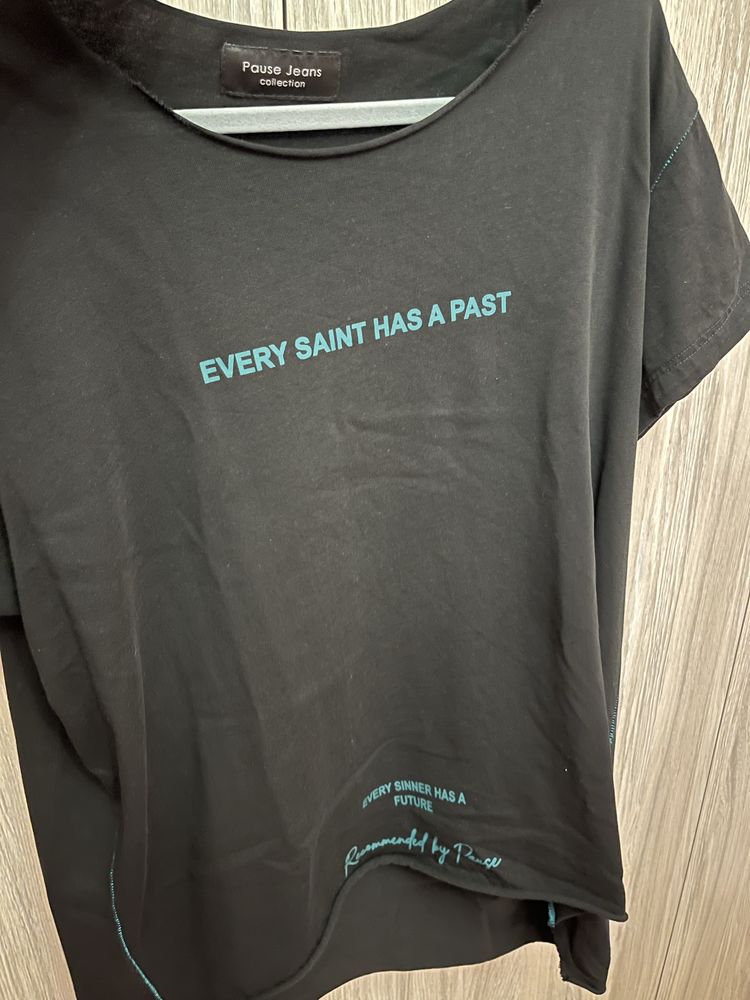 Pause Jeans
collection
EVERY SAINT HAS A PAST
EVERY SINNER HAS A
FUTURE
Recommended by Pause